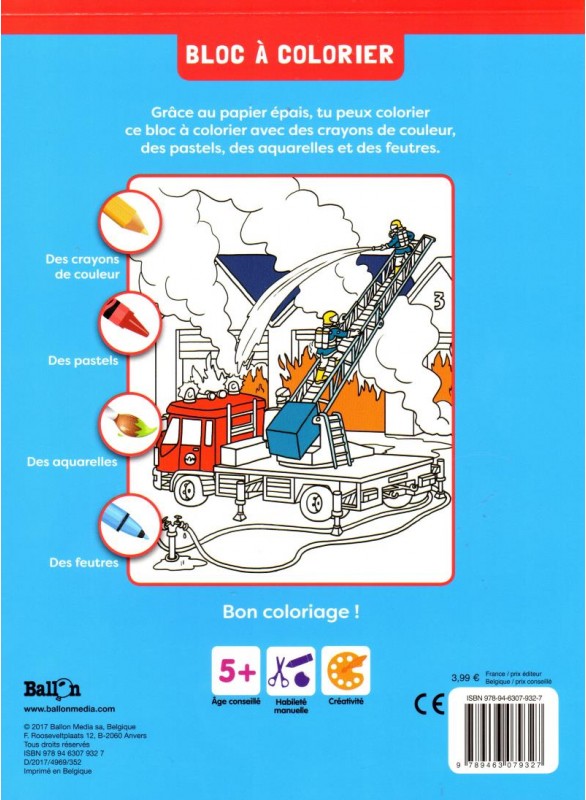 BLOC À COLORIER
Grâce au papier épais, tu peux colorier
ce bloc à colorier avec des crayons de couleur,
des pastels, des aquarelles et des feutres.
Des crayons
de couleur
Des pastels
Des aquarelles
Des feutres
3
Bon coloriage !
5+
Âge conseillé
Habileté
manuelle
Créativité
Ballon
www.ballonmedia.com
© 2017 Ballon Media sa, Belgique
F. Rooseveltplaats 12, B-2060 Anvers
Tous droits réservés
ISBN 978 94 6307 932 7
D/2017/4969/352
Imprimé en Belgique
3,99 € France / prix éditeur
Belgique / prix conseillé
CE
ISBN 978-94-6307-932-7
9 789463 079327